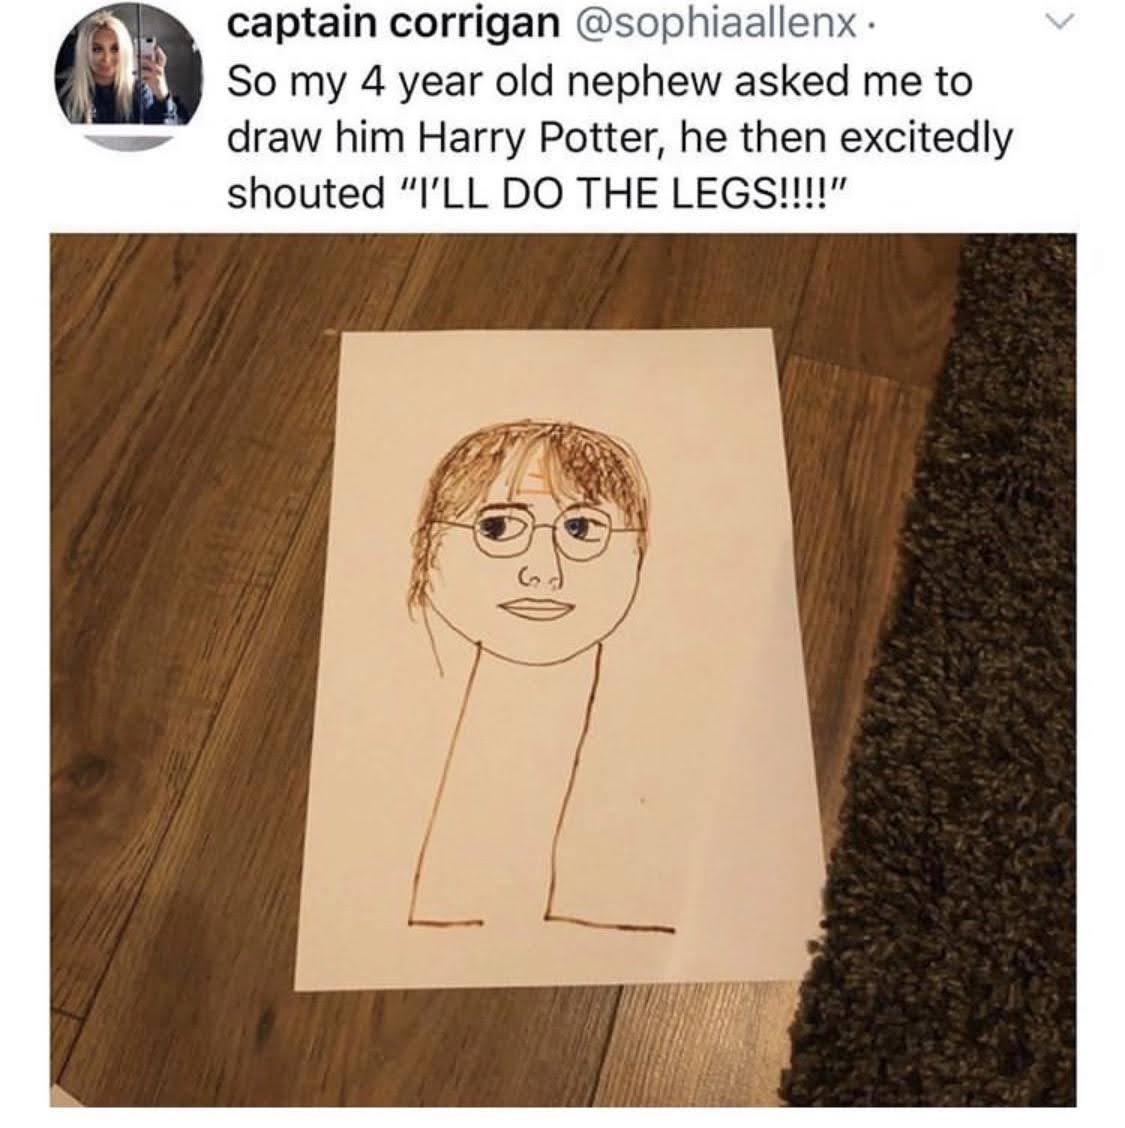 captain corrigan @sophiaallenx ·
So my 4 year old nephew asked me to
draw him Harry Potter, he then excitedly
shouted “I’LL DO THE LEGS!!!!”